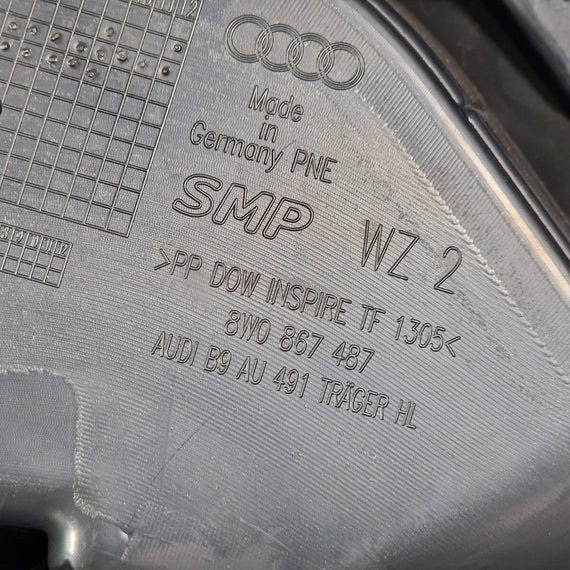 Made
in
Germany PNE
SMP
WZ 2
>PP DOW INSPIRE TF 1305<
8W0 867 487
AUDI B9 AU 491 TRÄGER HL